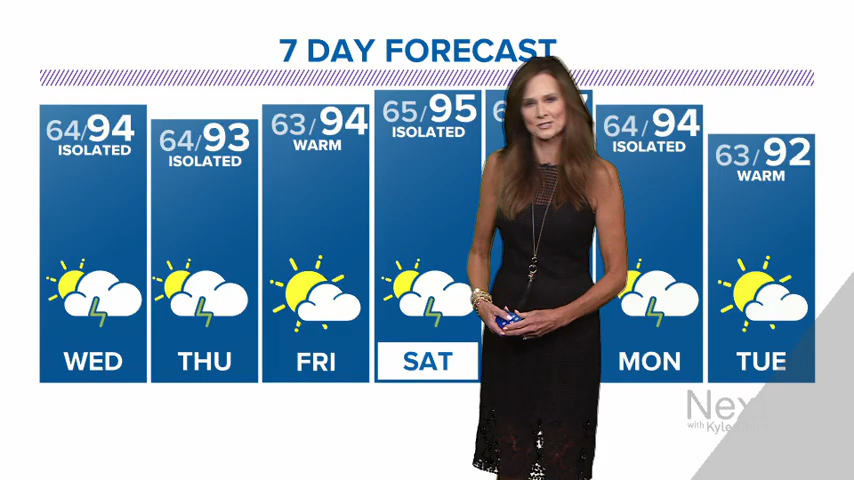 7 DAY FORECAST
64/94
ISOLATED
WED
64/93
ISOLATED
THU
63/94
WARM
FRI
65/95
ISOLATED
SAT
64/94
ISOLATED
MON
63/92
WARM
TUE
Nex
with Kyle